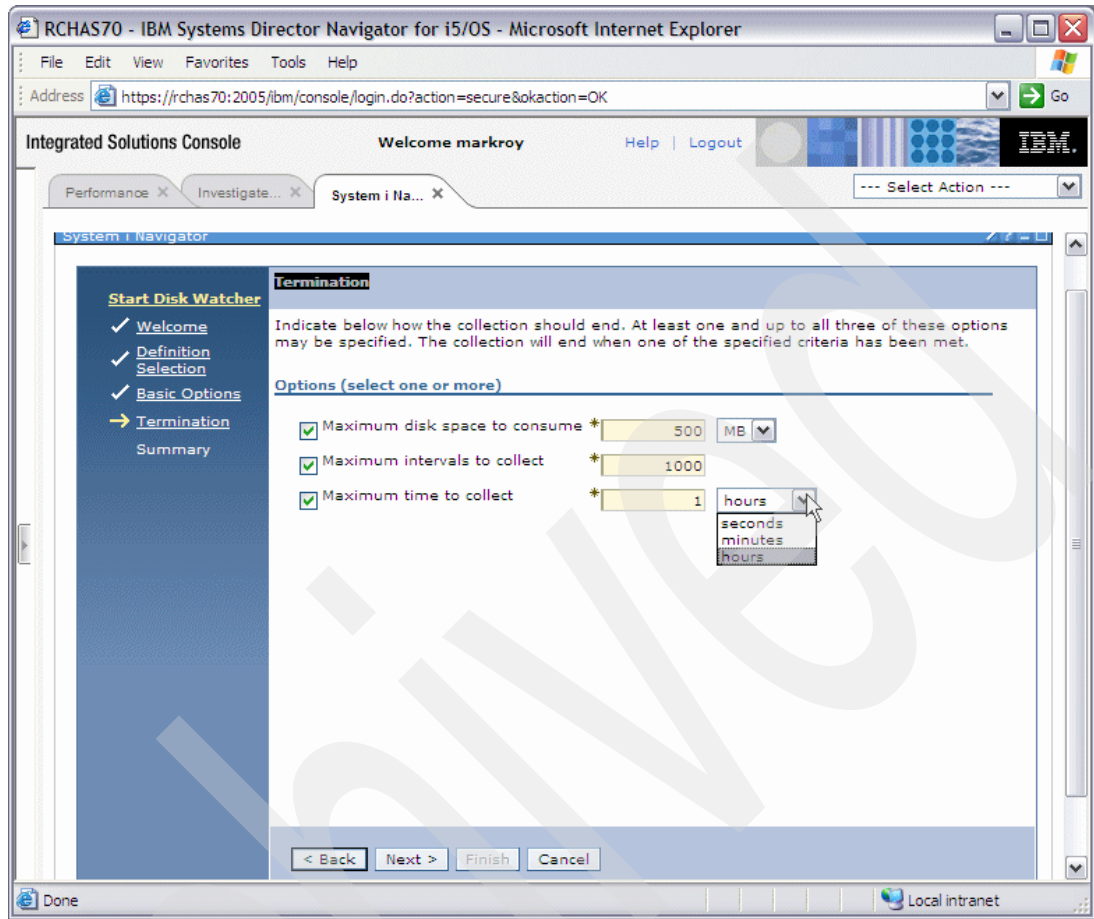 RCHAS70 - IBM Systems Director Navigator for i5/OS - Microsoft Internet Explorer
File Edit View Favorites Tools Help
Address https://rchas70:2005/ibm/console/login.do?action=secure&okaction=OK Go
Integrated Solutions Console Welcome markroy Help | Logout IBM.
Performance Investigate... System i Na... --- Select Action ---
System i Navigator
Start Disk Watcher
Welcome
Definition
Selection
Basic Options
Termination
Summary
Termination
Indicate below how the collection should end. At least one and up to all three of these options
may be specified. The collection will end when one of the specified criteria has been met.
Options (select one or more)
Maximum disk space to consume * 500 MB
Maximum intervals to collect * 1000
Maximum time to collect * 1 hours
seconds
minutes
hours
< Back Next > Finish Cancel
Done Local intranet